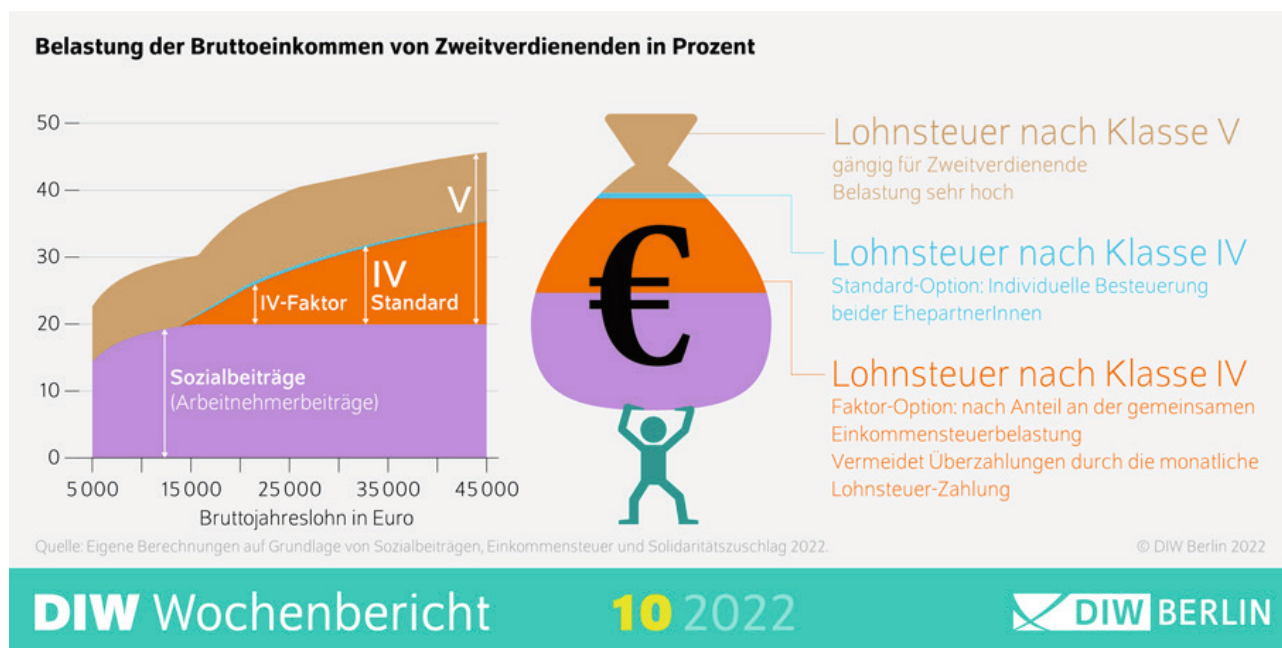 Belastung der Bruttoeinkommen von Zweitverdienenden in Prozent
50
40
30
20
10
0
V
IV
Standard
IV-Faktor
Sozialbeiträge
(Arbeitnehmerbeiträge)
5 000
15 000
25 000
35 000
45 000
Bruttojahreslohn in Euro
€
Lohnsteuer nach Klasse V
gängig für Zweitverdienende
Belastung sehr hoch
Lohnsteuer nach Klasse IV
Standard-Option: Individuelle Besteuerung
beider EhepartnerInnen
Lohnsteuer nach Klasse IV
Faktor-Option: nach Anteil an der gemeinsamen
Einkommensteuerbelastung
Vermeidet Überzahlungen durch die monatliche
Lohnsteuer-Zahlung
Quelle: Eigene Berechnungen auf Grundlage von Sozialbeiträgen, Einkommensteuer und Solidaritätszuschlag 2022.
© DIW Berlin 2022
DIW Wochenbericht
10 2022
DIW BERLIN